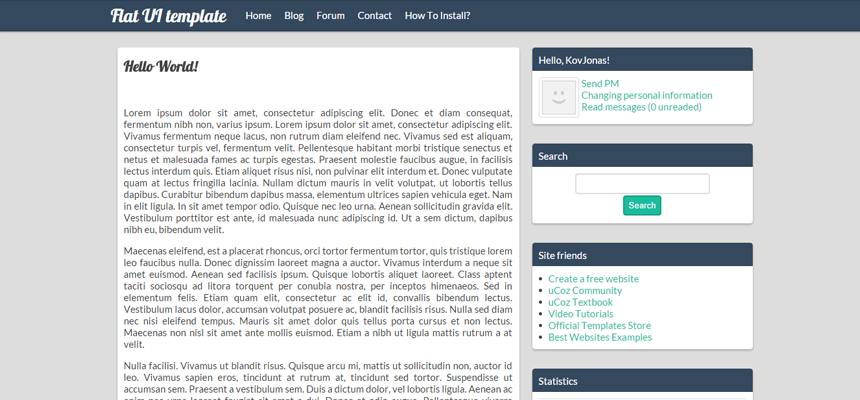 Flat UI template Home Blog Forum Contact How To Install?
Hello World!
Lorem ipsum dolor sit amet, consectetur adipiscing elit. Donec et diam consequat,
fermentum nibh non, varius ipsum. Lorem ipsum dolor sit amet, consectetur adipiscing elit.
Vivamus fermentum neque lacus, non rutrum diam eleifend nec. Vivamus sed est aliquam,
consectetur turpis vel, fermentum velit. Pellentesque habitant morbi tristique senectus et
netus et malesuada fames ac turpis egestas. Praesent molestie faucibus augue, in facilisis
lectus interdum quis. Etiam aliquet risus nisi, non pulvinar elit interdum et. Donec vulputate
quam at lectus fringilla lacinia. Nullam dictum mauris in velit volutpat, ut lobortis tellus
dapibus. Curabitur bibendum dapibus massa, elementum ultrices sapien vehicula eget. Nam
in elit ligula. In sit amet tempor odio. Quisque nec leo urna. Aenean sollicitudin gravida elit.
Vestibulum porttitor est ante, id malesuada nunc adipiscing id. Ut a sem dictum, dapibus
nibh eu, bibendum velit.
Maecenas eleifend, est a placerat rhoncus, orci tortor fermentum tortor, quis tristique lorem
leo faucibus nulla. Donec dignissim laoreet magna a auctor. Vivamus interdum a neque sit
amet euismod. Aenean sed facilisis ipsum. Quisque lobortis aliquet laoreet. Class aptent
taciti sociosqu ad litora torquent per conubia nostra, per inceptos himenaeos. Sed in
elementum felis. Etiam quam elit, consectetur ac elit id, convallis bibendum lectus.
Vestibulum lacus dolor, accumsan volutpat posuere ac, blandit facilisis risus. Nulla sed diam
nec nisi eleifend tempus. Mauris sit amet dolor quis tellus porta cursus et non lectus.
Maecenas non nisl sit amet ante mollis euismod. Etiam a nibh ut ligula mattis rutrum a at
velit.
Nulla facilisi. Vivamus ut blandit risus. Quisque arcu mi, mattis ut sollicitudin non, auctor id
leo. Vivamus sapien eros, tincidunt at rutrum at, tincidunt sed tortor. Suspendisse ut
accumsan sem. Praesent a vestibulum sem. Duis a dictum dolor, vel lobortis ligula. Aenean ac
Hello, KovJonas!
Send PM
Changing personal information
Read messages (0 unreaded)
Search
Search
Site friends
Create a free website
uCoz Community
uCoz Textbook
Video Tutorials
Official Templates Store
Best Websites Examples
Statistics